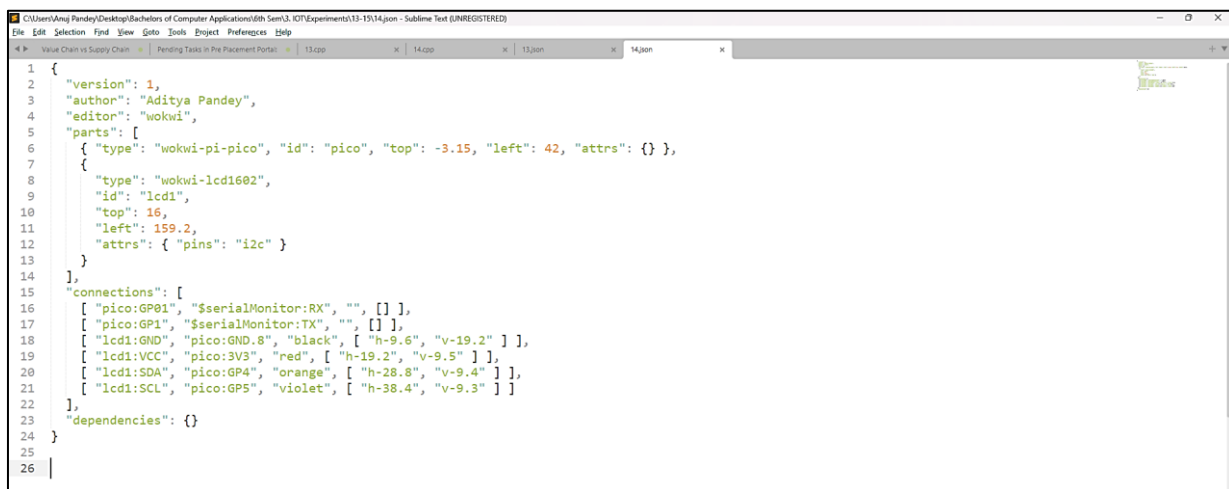 C:\Users\Anuj Pandey\Desktop\Bachelors of Computer Applications\6th Sem\3. IOT\Experiments\13-15\14.json - Sublime Text (UNREGISTERED)
File Edit Selection Find View Goto Tools Project Preferences Help
Value Chain vs Supply Chain Pending Tasks in Pre Placement Portal: 13.cpp × 14.cpp × 13.json × 14.json ×
1 {
2 "version": 1,
3 "author": "Aditya Pandey",
4 "editor": "wokwi",
5 "parts": [
6 { "type": "wokwi-pi-pico", "id": "pico", "top": -3.15, "left": 42, "attrs": {} },
7 {
8 "type": "wokwi-lcd1602",
9 "id": "lcd1",
10 "top": 16,
11 "left": 159.2,
12 "attrs": { "pins": "i2c" }
13 }
14 ],
15 "connections": [
16 [ "pico:GP01", "$serialMonitor:RX", "", [] ],
17 [ "pico:GP1", "$serialMonitor:TX", "", [] ],
18 [ "lcd1:GND", "pico:GND.8", "black", [ "h-9.6", "v-19.2" ] ],
19 [ "lcd1:VCC", "pico:3V3", "red", [ "h-19.2", "v-9.5" ] ],
20 [ "lcd1:SDA", "pico:GP4", "orange", [ "h-28.8", "v-9.4" ] ],
21 [ "lcd1:SCL", "pico:GP5", "violet", [ "h-38.4", "v-9.3" ] ]
22 ],
23 "dependencies": {}
24 }
25
26